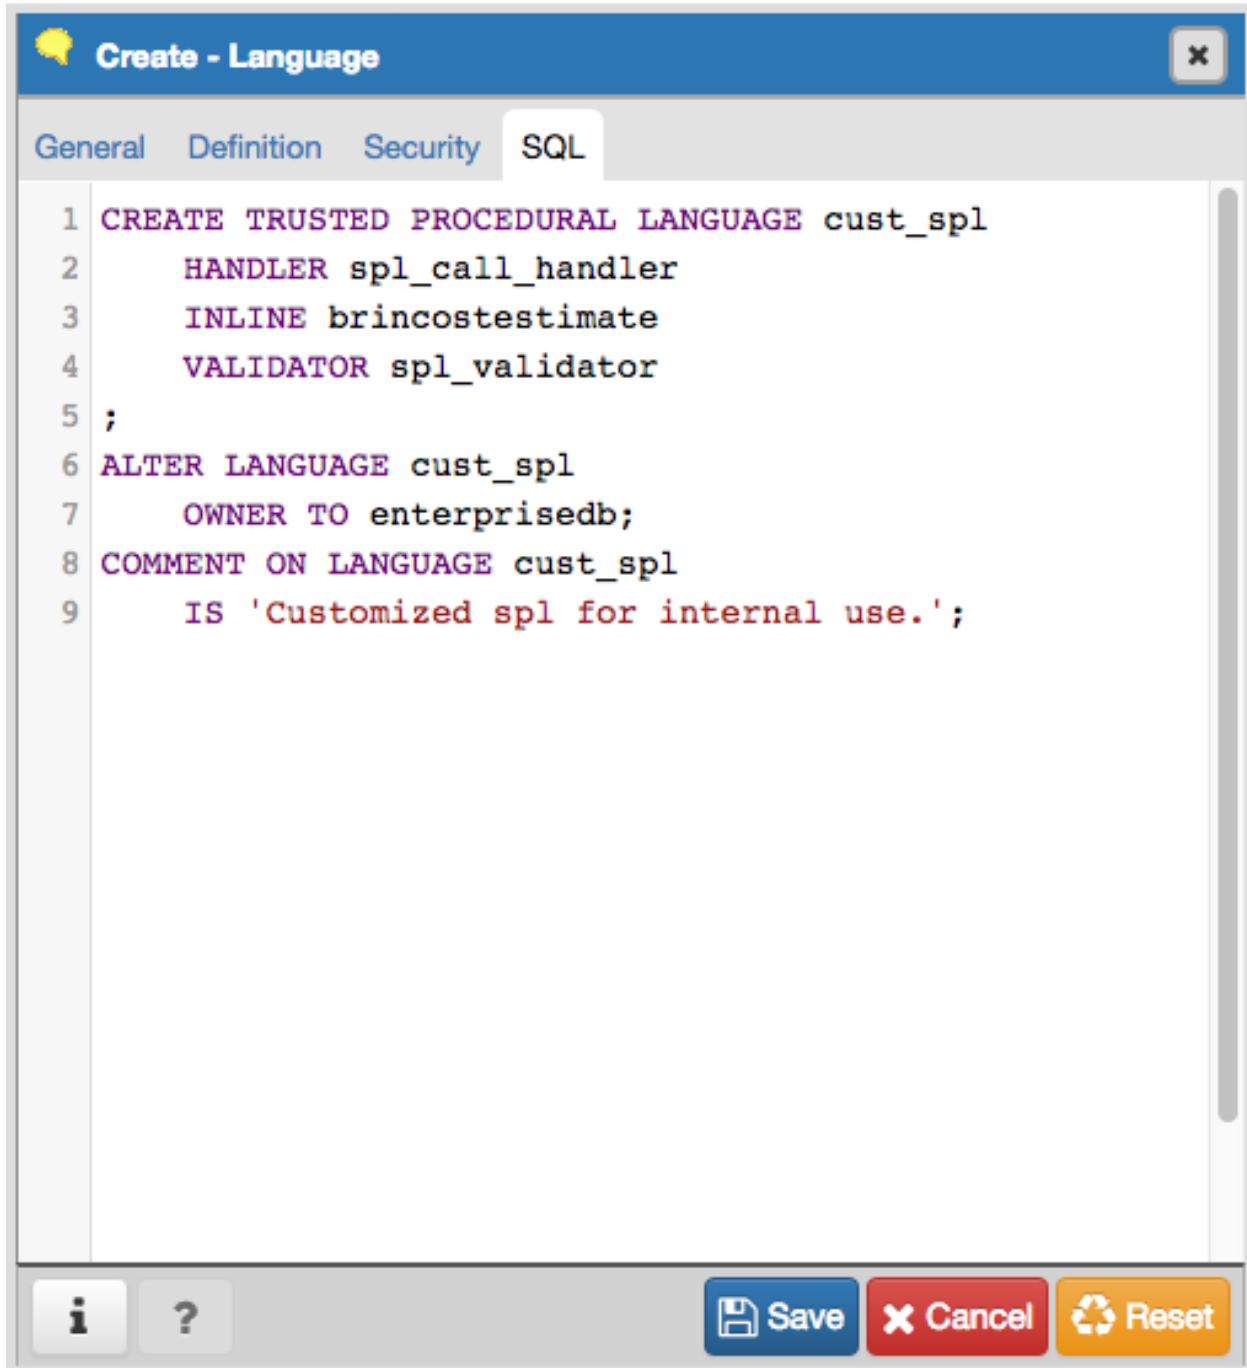 Create - Language
General Definition Security SQL
1 CREATE TRUSTED PROCEDURAL LANGUAGE cust_spl
2 HANDLER spl_call_handler
3 INLINE brincostestimate
4 VALIDATOR spl_validator
5 ;
6 ALTER LANGUAGE cust_spl
7 OWNER TO enterprisedb;
8 COMMENT ON LANGUAGE cust_spl
9 IS 'Customized spl for internal use.';
i ? Save Cancel Reset